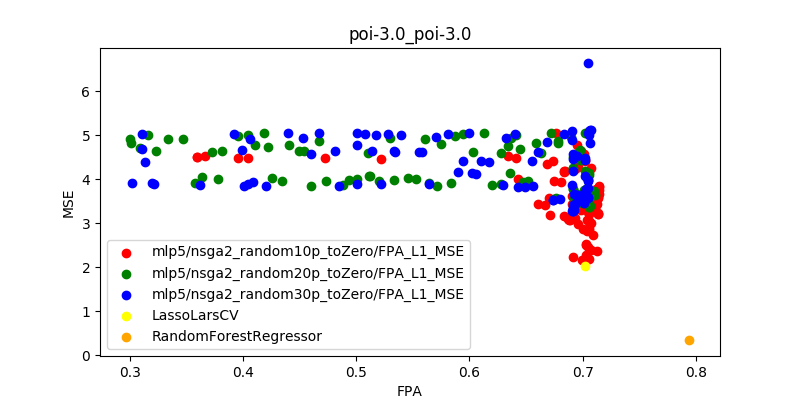 poi-3.0_poi-3.0
MSE
6
5
4
3
2
1
0
mlp5/nsga2_random10p_toZero/FPA_L1_MSE
mlp5/nsga2_random20p_toZero/FPA_L1_MSE
mlp5/nsga2_random30p_toZero/FPA_L1_MSE
LassoLarsCV
RandomForestRegressor
0.3 0.4 0.5 0.6 0.7 0.8
FPA